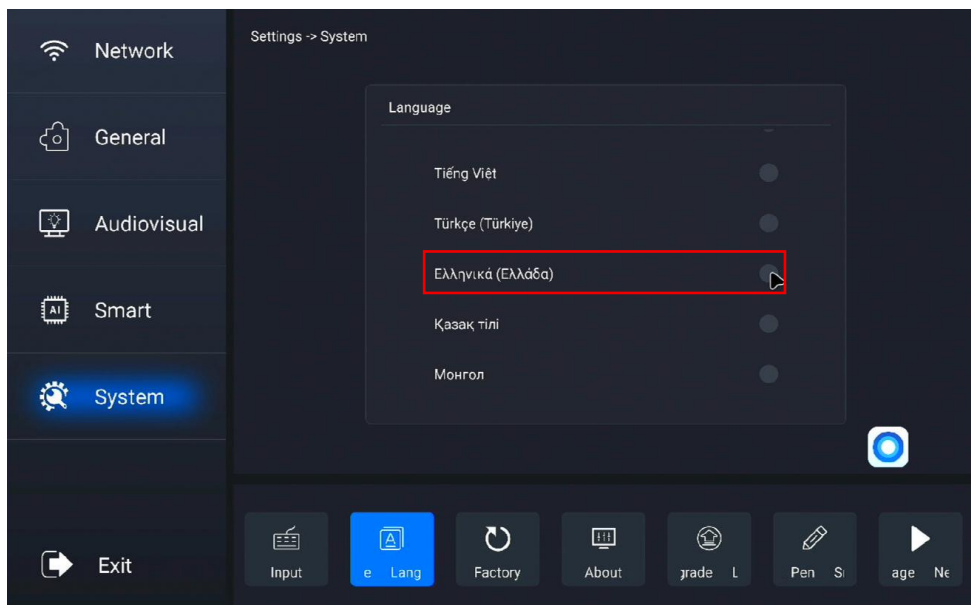 Network
General
Audiovisual
Smart
System
Exit
Settings -> System
Language
Tiếng Việt
Türkçe (Türkiye)
Ελληνικά (Ελλάδα)
Қазақ тілі
Монгол
Input
e Lang
Factory
About
grade L
Pen
age Ne